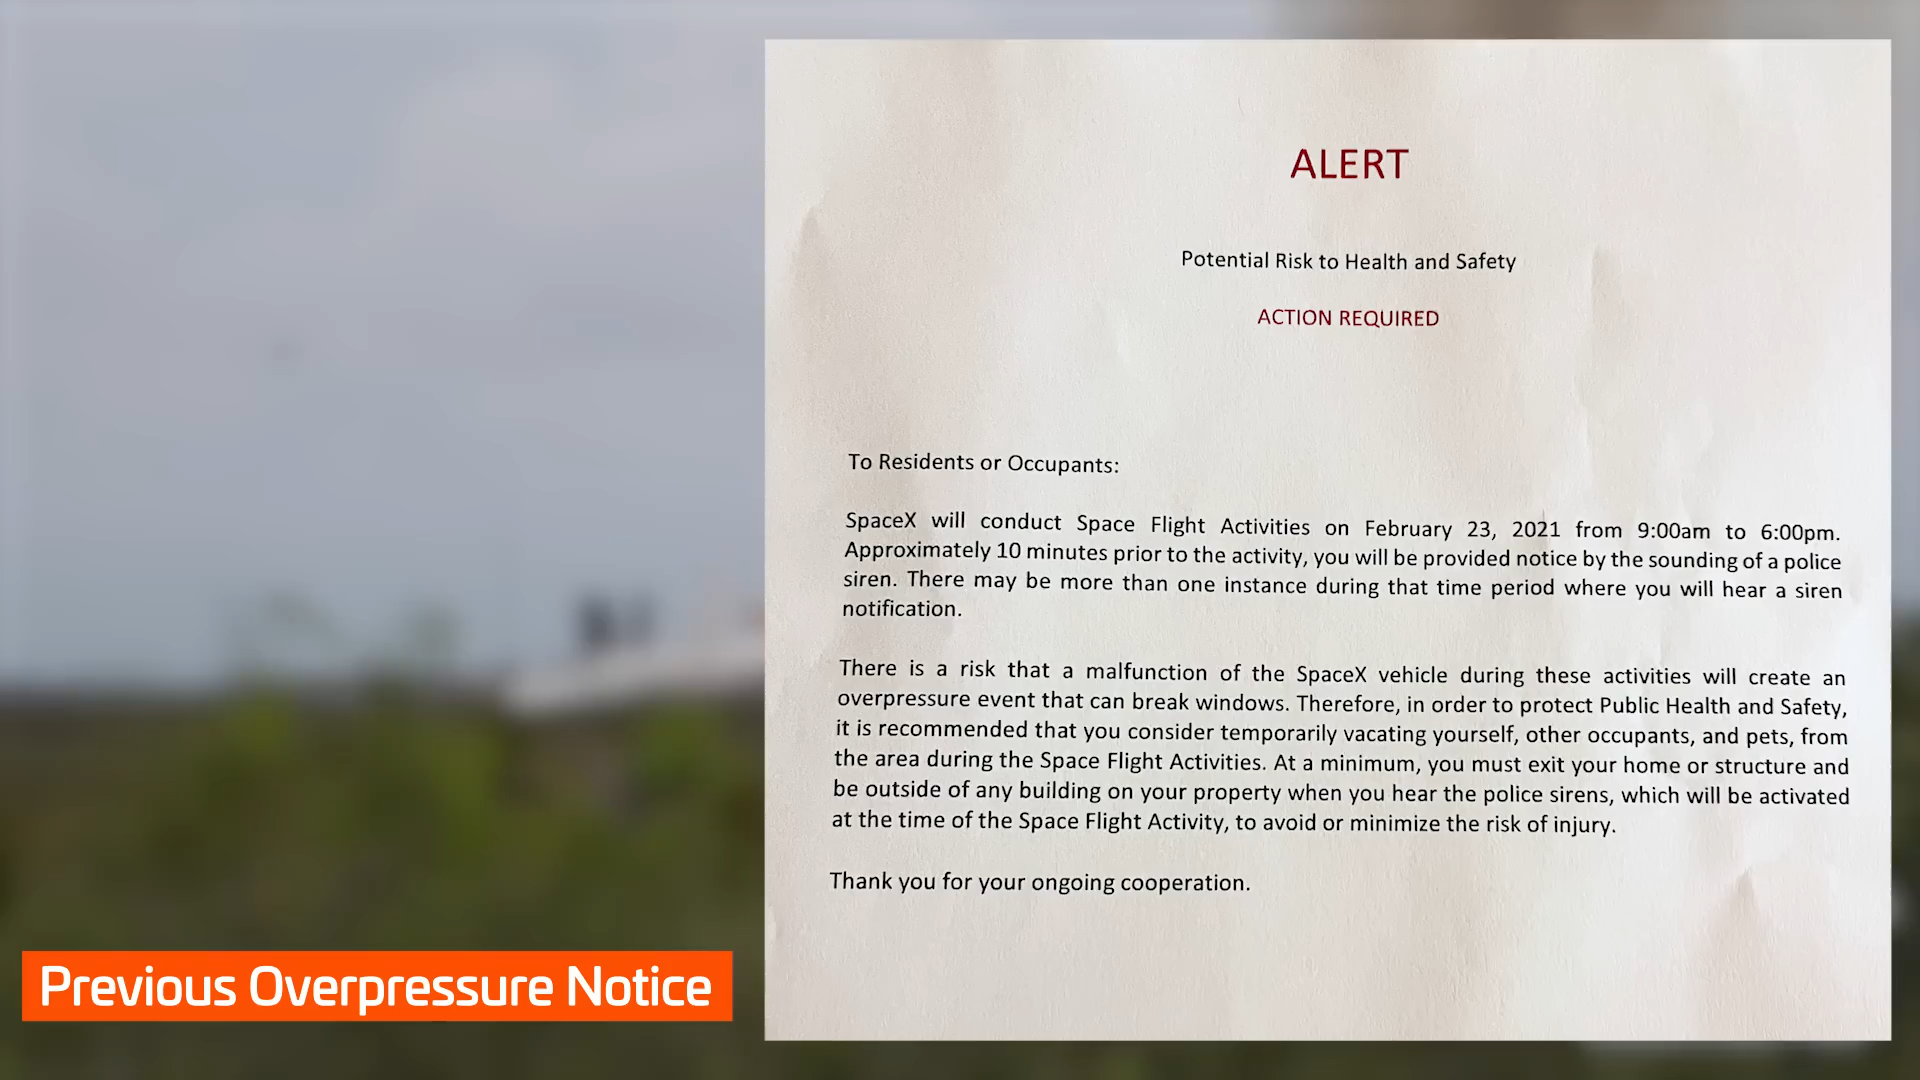 ALERT
Potential Risk to Health and Safety
ACTION REQUIRED
To Residents or Occupants:
SpaceX will conduct Space Flight Activities on February 23, 2021 from 9:00am to 6:00pm.
Approximately 10 minutes prior to the activity, you will be provided notice by the sounding of a police
siren. There may be more than one instance during that time period where you will hear a siren
notification.
There is a risk that a malfunction of the SpaceX vehicle during these activities will create an
overpressure event that can break windows. Therefore, in order to protect Public Health and Safety,
it is recommended that you consider temporarily vacating yourself, other occupants, and pets, from
the area during the Space Flight Activities. At a minimum, you must exit your home or structure and
be outside of any building on your property when you hear the police sirens, which will be activated
at the time of the Space Flight Activity, to avoid or minimize the risk of injury.
Thank you for your ongoing cooperation.
Previous Overpressure Notice